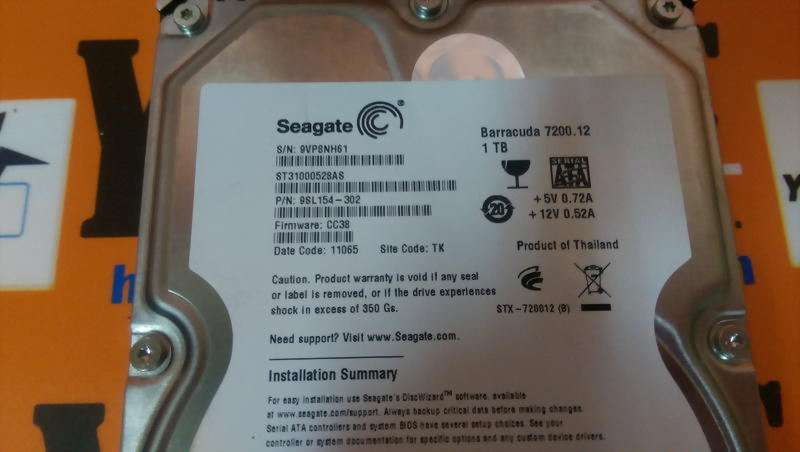 Seagate
S/N: 9VP8NH61
ST31000528AS
P/N: 9SL154-302
Firmware: CC38
Date Code: 11065 Site Code: TK
Barracuda 7200.12
1 TB
SERIAL
ATA
20
+5V 0.72A
+12V 0.52A
Product of Thailand
STX-720012 (B)
Caution. Product warranty is void if any seal
or label is removed, or if the drive experiences
shock in excess of 350 Gs.
Need support? Visit www.Seagate.com.
Installation Summary
For easy installation use Seagate's DiscWizard™ software, available
at www.seagate.com/support. Always backup critical data before making changes.
Serial ATA controllers and system BIOS have several setup choices. See your
controller or system documentation for specific options and any custom device drivers.